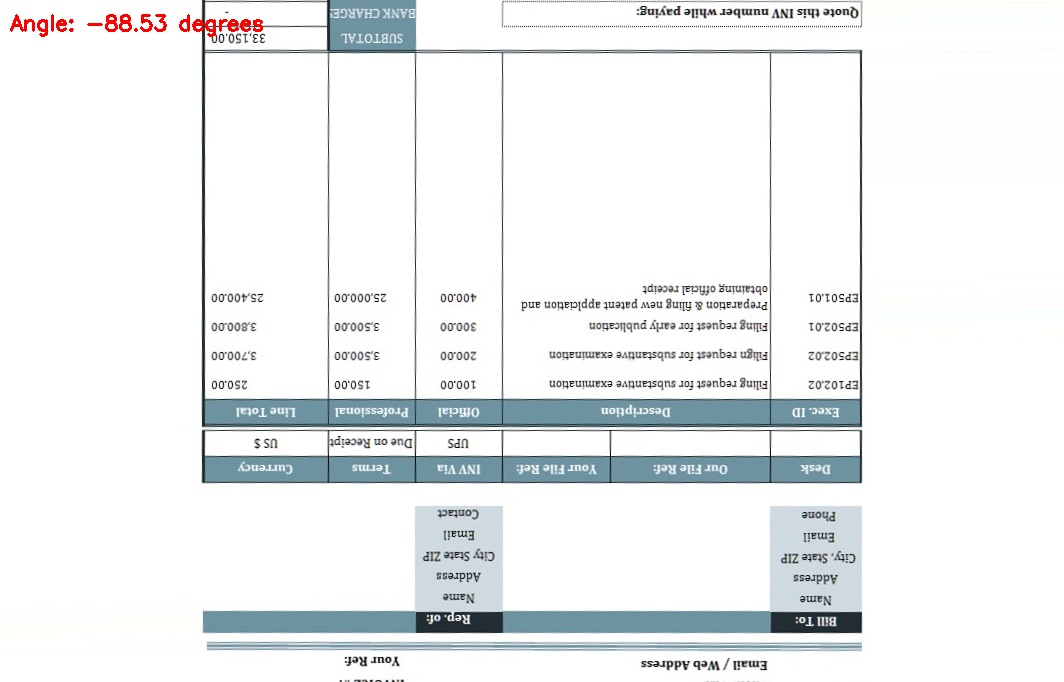 Angle: −88.53 degrees
Email / Web Address Your Ref:
Bill To: Rep. of:
Name Name
Address Address
City, State ZIP City State ZIP
Email Email
Phone Contact
Desk Our File Ref: Your File Ref: INV Via Terms Currency
UPS Due on Receipt US $
Exec. ID Description Official Professional Line Total
EP102.02 Filing request for substantive examination 100.00 150.00 250.00
EP502.02 Filign request for substantive examination 200.00 3,500.00 3,700.00
EP502.01 Filing request for early publication 300.00 3,500.00 3,800.00
EP501.01 Preparation & filing new patent applciation and 400.00 25,000.00 25,400.00
obtaining official receipt
SUBTOTAL 33,150.00
Quote this INV number while paying: BANK CHARGES -